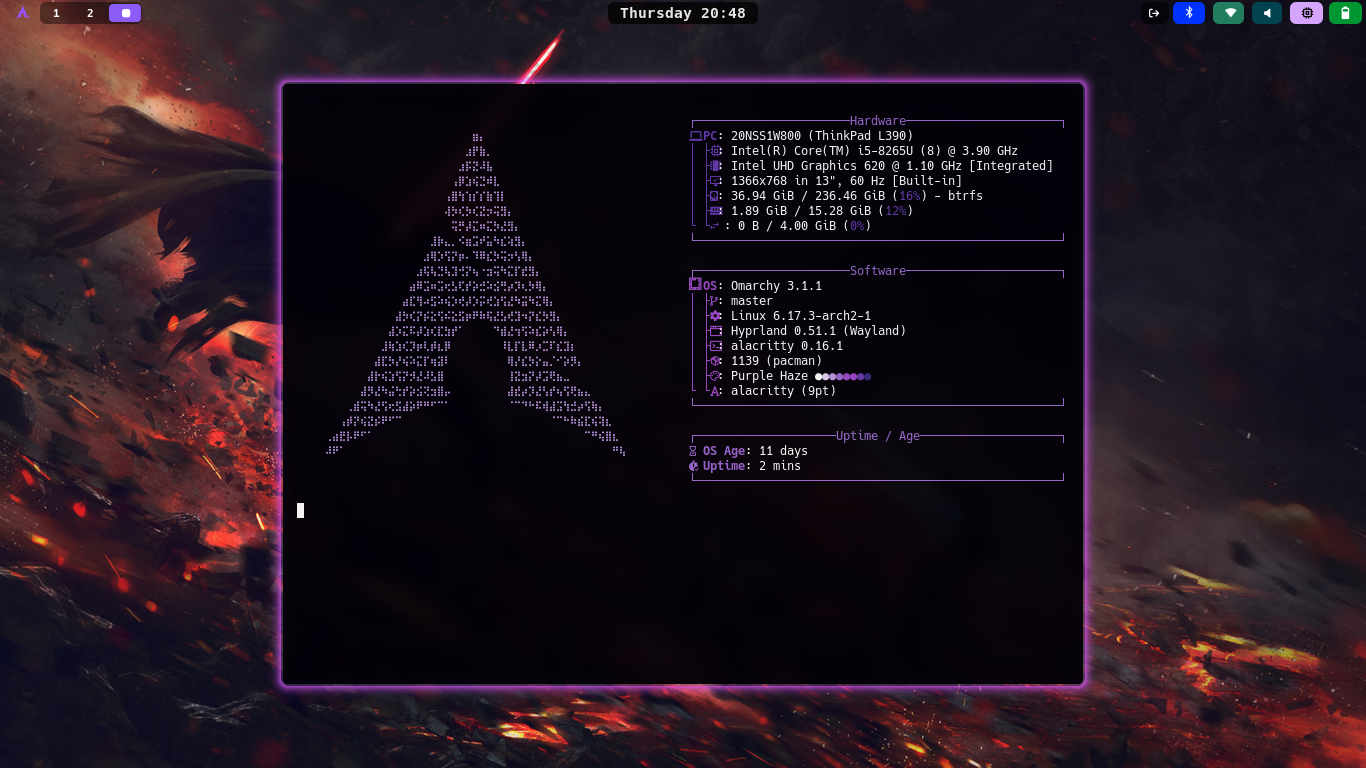 1 2
Thursday 20:48
Hardware
PC: 20NSS1W800 (ThinkPad L390)
: Intel(R) Core(TM) i5-8265U (8) @ 3.90 GHz
: Intel UHD Graphics 620 @ 1.10 GHz [Integrated]
: 1366x768 in 13", 60 Hz [Built-in]
: 36.94 GiB / 236.46 GiB (16%) - btrfs
: 1.89 GiB / 15.28 GiB (12%)
: 0 B / 4.00 GiB (0%)
Software
OS: Omarchy 3.1.1
: master
: Linux 6.17.3-arch2-1
: Hyprland 0.51.1 (Wayland)
: alacritty 0.16.1
: 1139 (pacman)
: Purple Haze
: alacritty (9pt)
Uptime / Age
OS Age: 11 days
Uptime: 2 mins